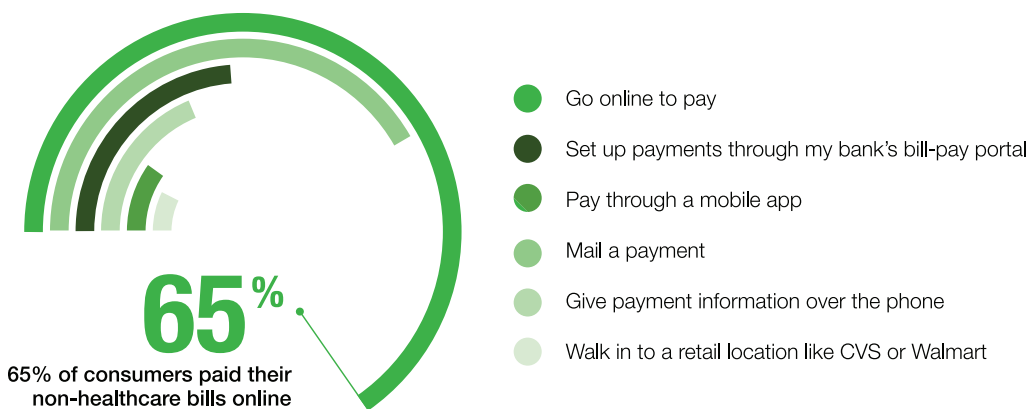 65%
65% of consumers paid their
non-healthcare bills online
Go online to pay
Set up payments through my bank's bill-pay portal
Pay through a mobile app
Mail a payment
Give payment information over the phone
Walk in to a retail location like CVS or Walmart